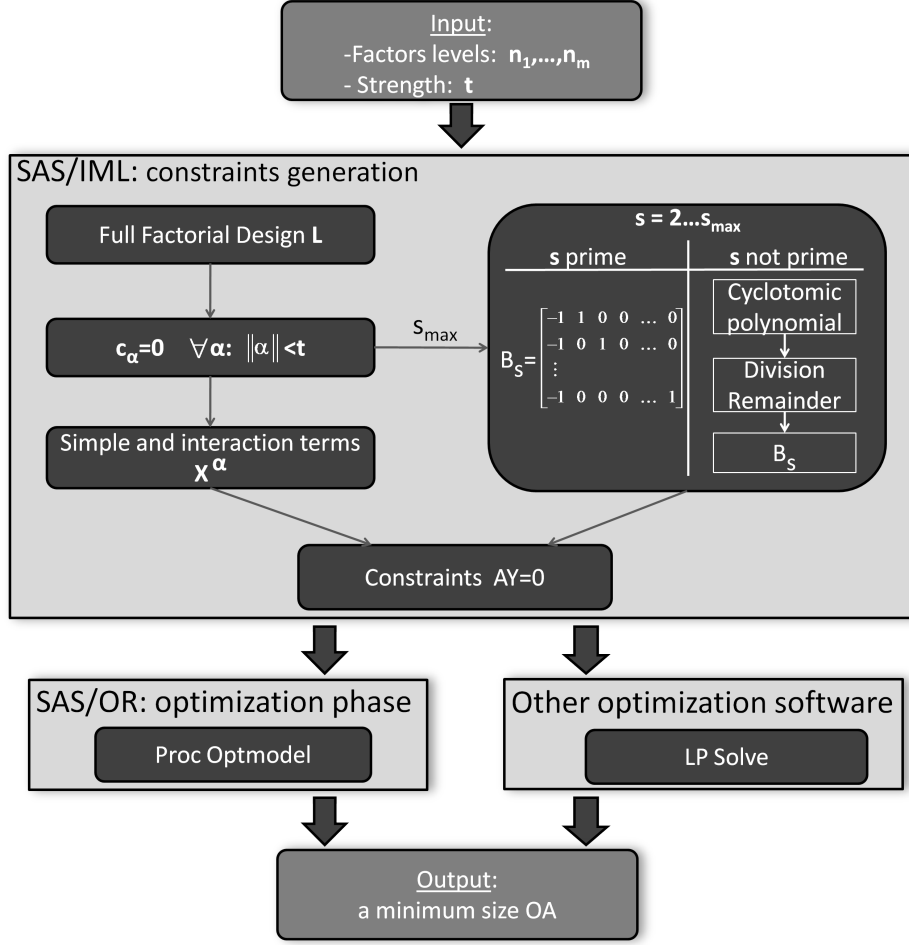 Input:
-Factors levels: n1,…,nm
- Strength: t
SAS/IML: constraints generation
Full Factorial Design L
cα=0 ∀α: ‖α‖<t
Simple and interaction terms
X^α
smax
s = 2...smax
s prime
Bs=
[−1 1 0 0 … 0
−1 0 1 0 … 0
⋮
−1 0 0 0 … 1]
s not prime
Cyclotomic
polynomial
Division
Remainder
Bs
Constraints AY=0
SAS/OR: optimization phase
Proc Optmodel
Other optimization software
LP Solve
Output:
a minimum size OA